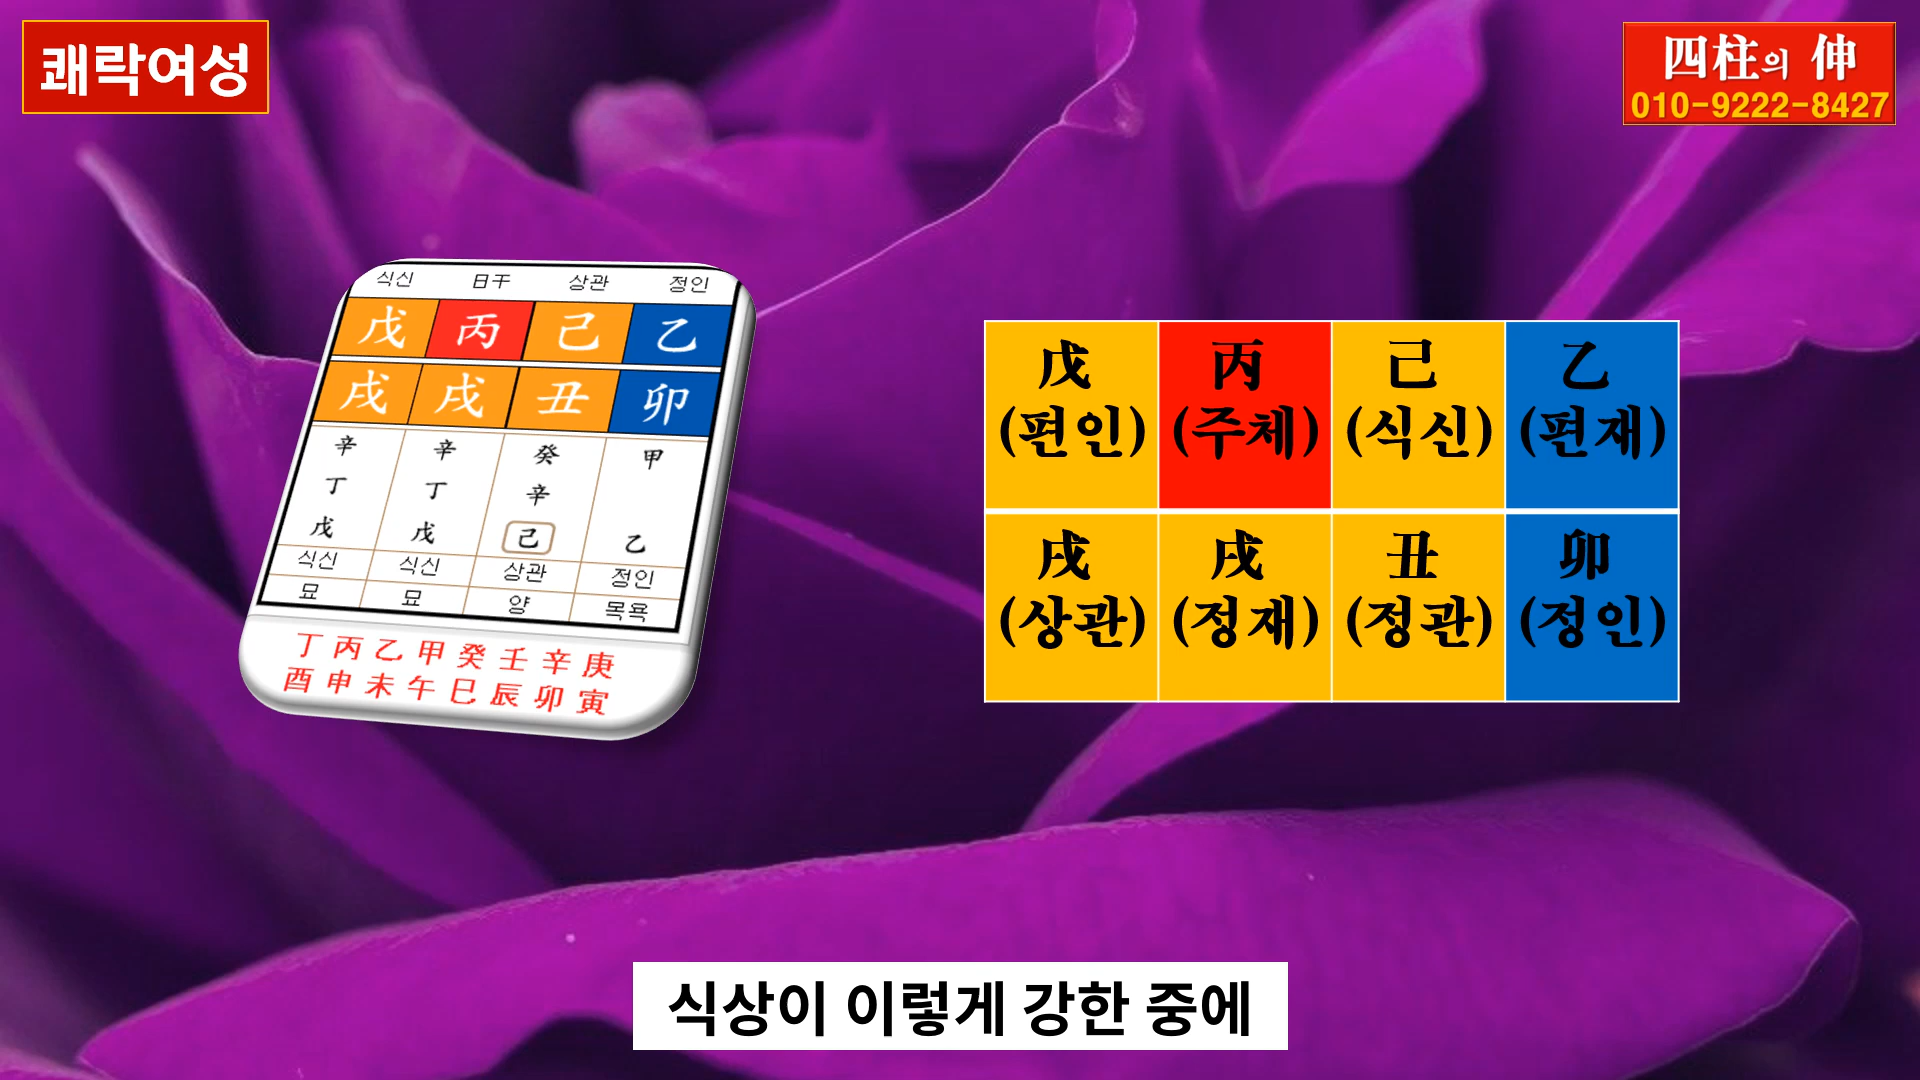 쾌락여성
四柱의 伸
010-9222-8427
식신 日干 상관 정인
戊 丙 己 乙
戌 戌 丑 卯
辛 辛 癸 甲
丁 丁 辛
戊 戊 己 乙
식신 식신 상관 정인
묘 묘 양 목욕
丁 丙 乙 甲 癸 壬 辛 庚
酉 申 未 午 巳 辰 卯 寅
戊 丙 己 乙
(편인) (주체) (식신) (편재)
戌 戌 丑 卯
(상관) (정재) (정관) (정인)
식상이 이렇게 강한 중에